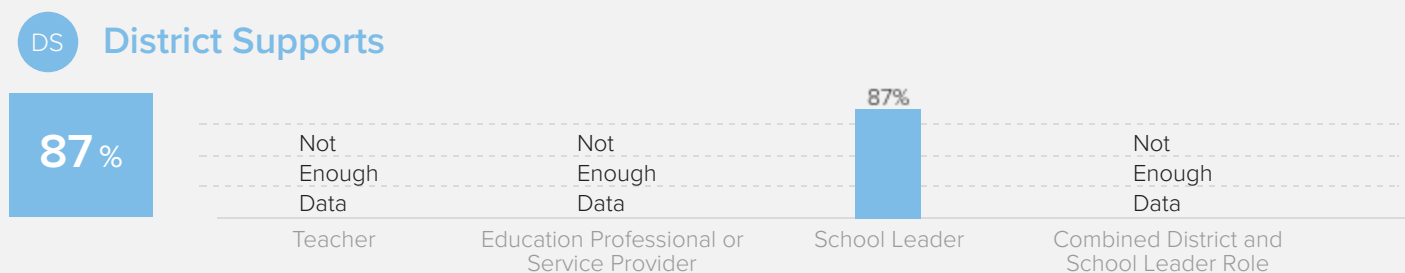 DS
District Supports
87 %
87%
Not
Enough
Data
Not
Enough
Data
Not
Enough
Data
Teacher
Education Professional or
Service Provider
School Leader
Combined District and
School Leader Role